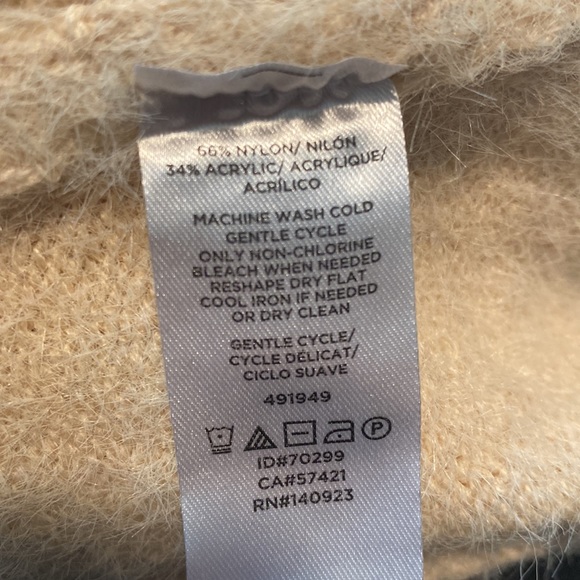 66% NYLON/ NILÓN
34% ACRYLIC/ ACRYLIQUE/
ACRÍLICO
MACHINE WASH COLD
GENTLE CYCLE
ONLY NON-CHLORINE
BLEACH WHEN NEEDED
RESHAPE DRY FLAT
COOL IRON IF NEEDED
OR DRY CLEAN
GENTLE CYCLE/
CYCLE DÉLICAT/
CICLO SUAVE
491949
P
ID#70299
CA#57421
RN#140923